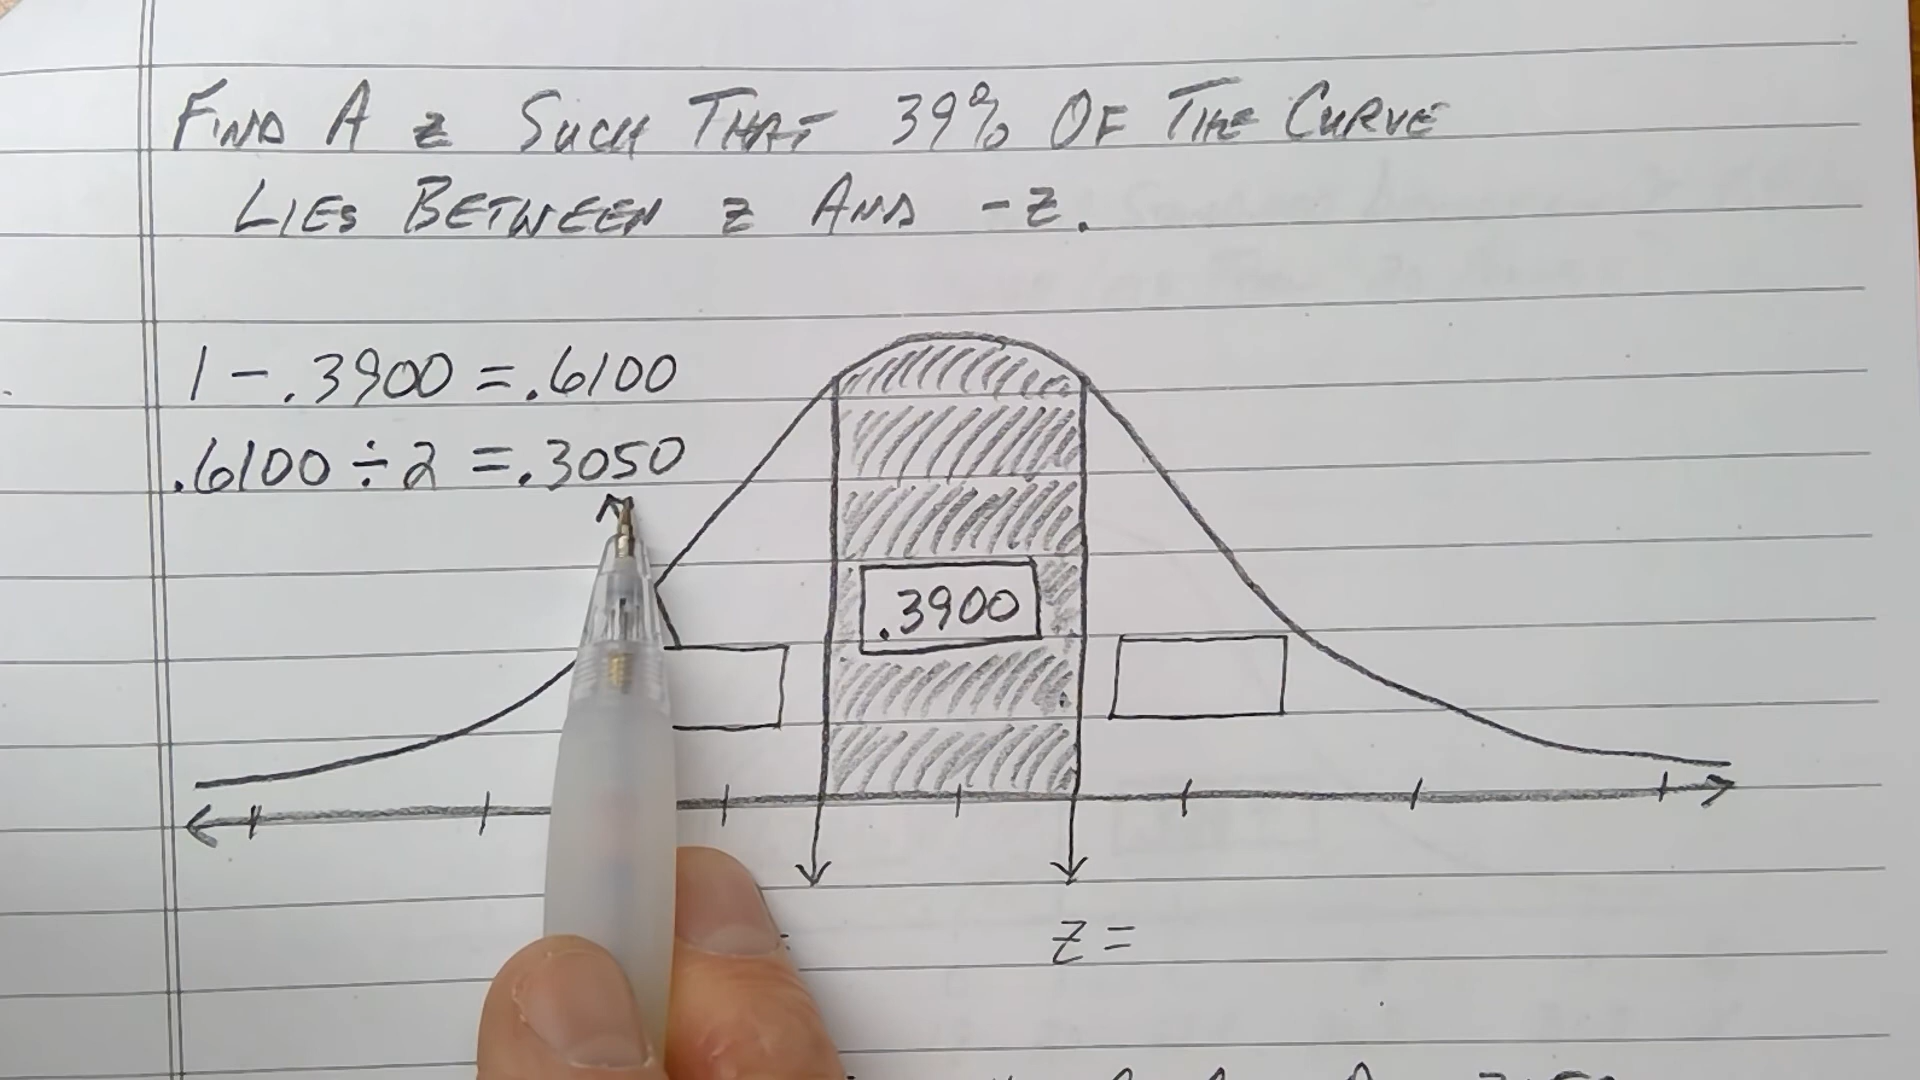 FIND A z SUCH THAT 39% OF THE CURVE
LIES BETWEEN z AND -z.
1 - .3900 = .6100
.6100 ÷ 2 = .3050
.3900
z =